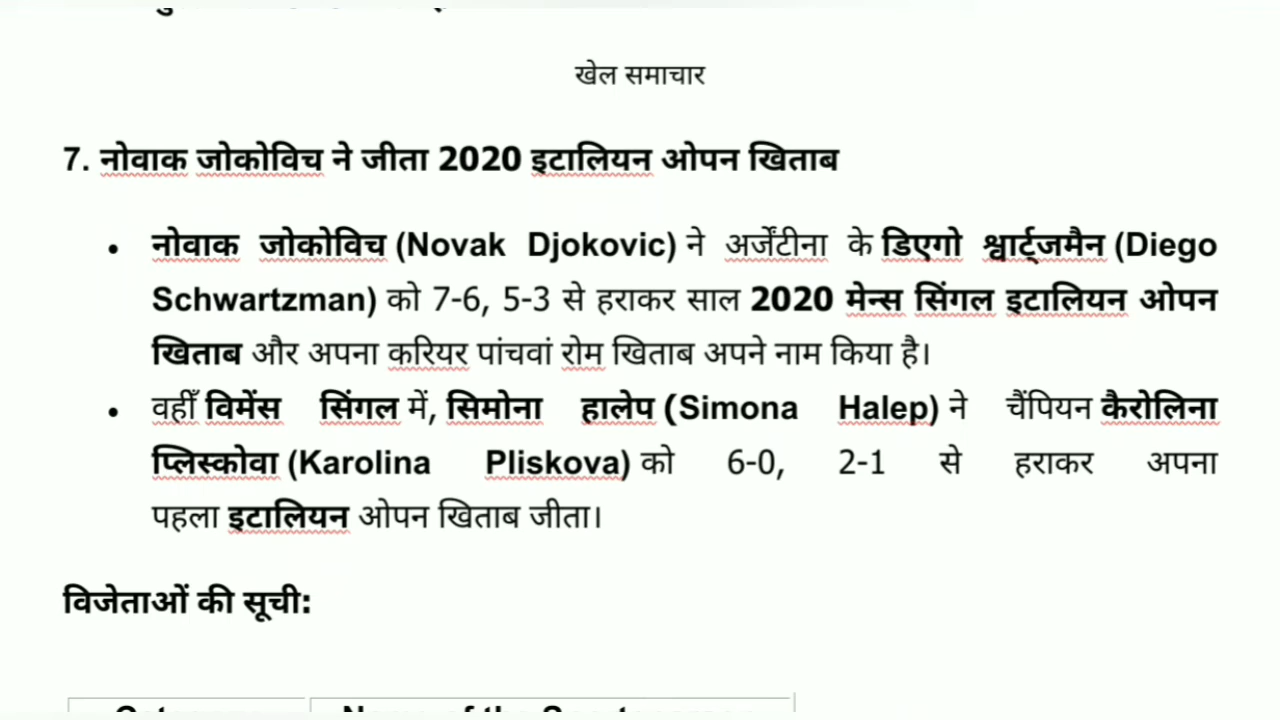 खेल समाचार
7. नोवाक जोकोविच ने जीता 2020 इटालियन ओपन खिताब
• नोवाक जोकोविच (Novak Djokovic) ने अर्जेंटीना के डिएगो श्वार्ट्जमैन (Diego
Schwartzman) को 7-6, 5-3 से हराकर साल 2020 मेन्स सिंगल इटालियन ओपन
खिताब और अपना करियर पांचवां रोम खिताब अपने नाम किया है।
• वहीँ विमेंस सिंगल में, सिमोना हालेप (Simona Halep) ने चैंपियन कैरोलिना
प्लिस्कोवा (Karolina Pliskova) को 6-0, 2-1 से हराकर अपना
पहला इटालियन ओपन खिताब जीता।
विजेताओं की सूची: